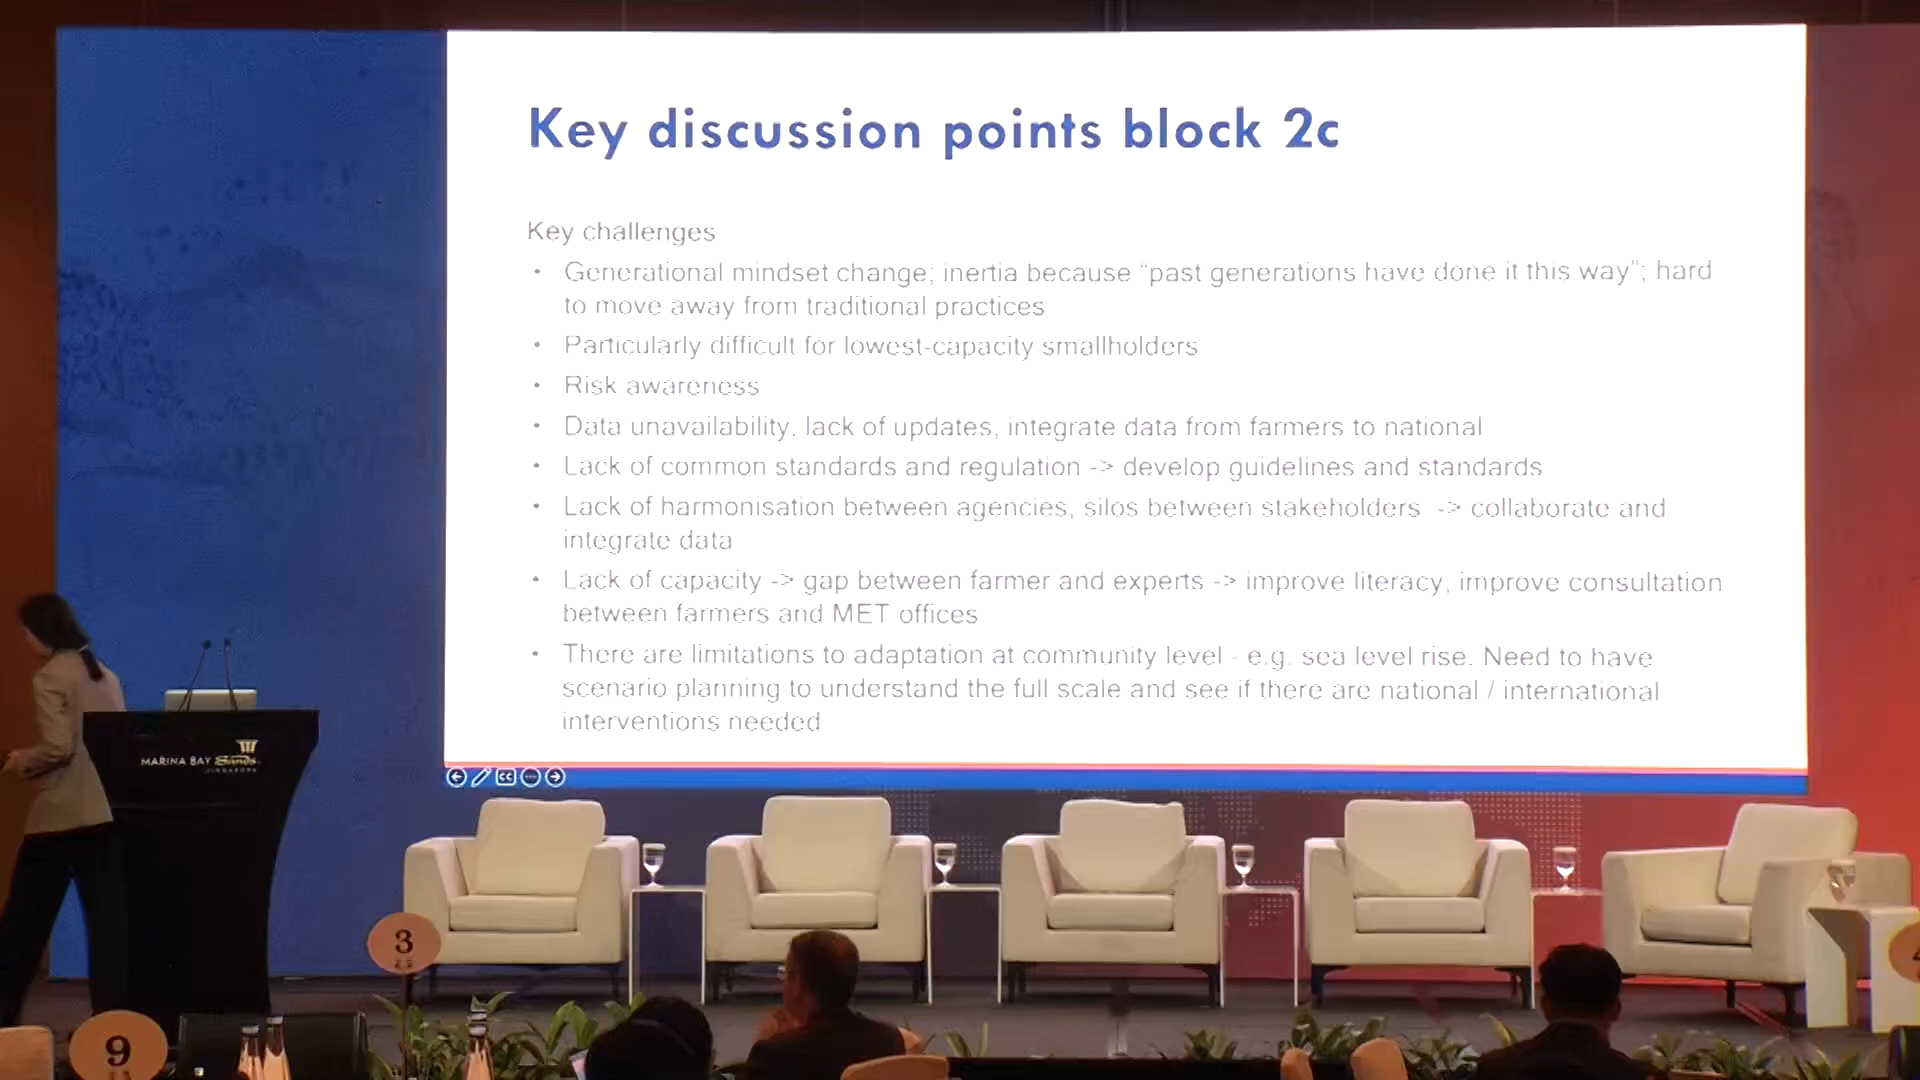 Key discussion points block 2c
Key challenges
• Generational mindset change; inertia because “past generations have done it this way”; hard
to move away from traditional practices
• Particularly difficult for lowest-capacity smallholders
• Risk awareness
• Data unavailability, lack of updates, integrate data from farmers to national
• Lack of common standards and regulation -> develop guidelines and standards
• Lack of harmonisation between agencies, silos between stakeholders -> collaborate and
integrate data
• Lack of capacity -> gap between farmer and experts -> improve literacy, improve consultation
between farmers and MET offices
• There are limitations to adaptation at community level - e.g. sea level rise. Need to have
scenario planning to understand the full scale and see if there are national / international
interventions needed
CC
MARINA BAY Sands
SINGAPORE
3
4
9